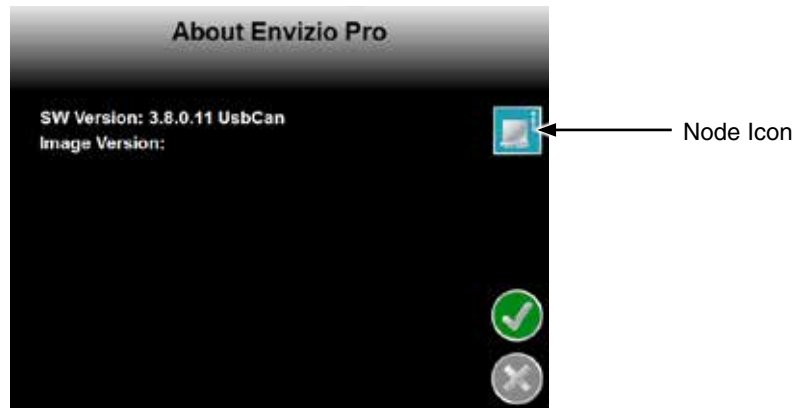 About Envizio Pro
SW Version: 3.8.0.11 UsbCan
Image Version:
Node Icon